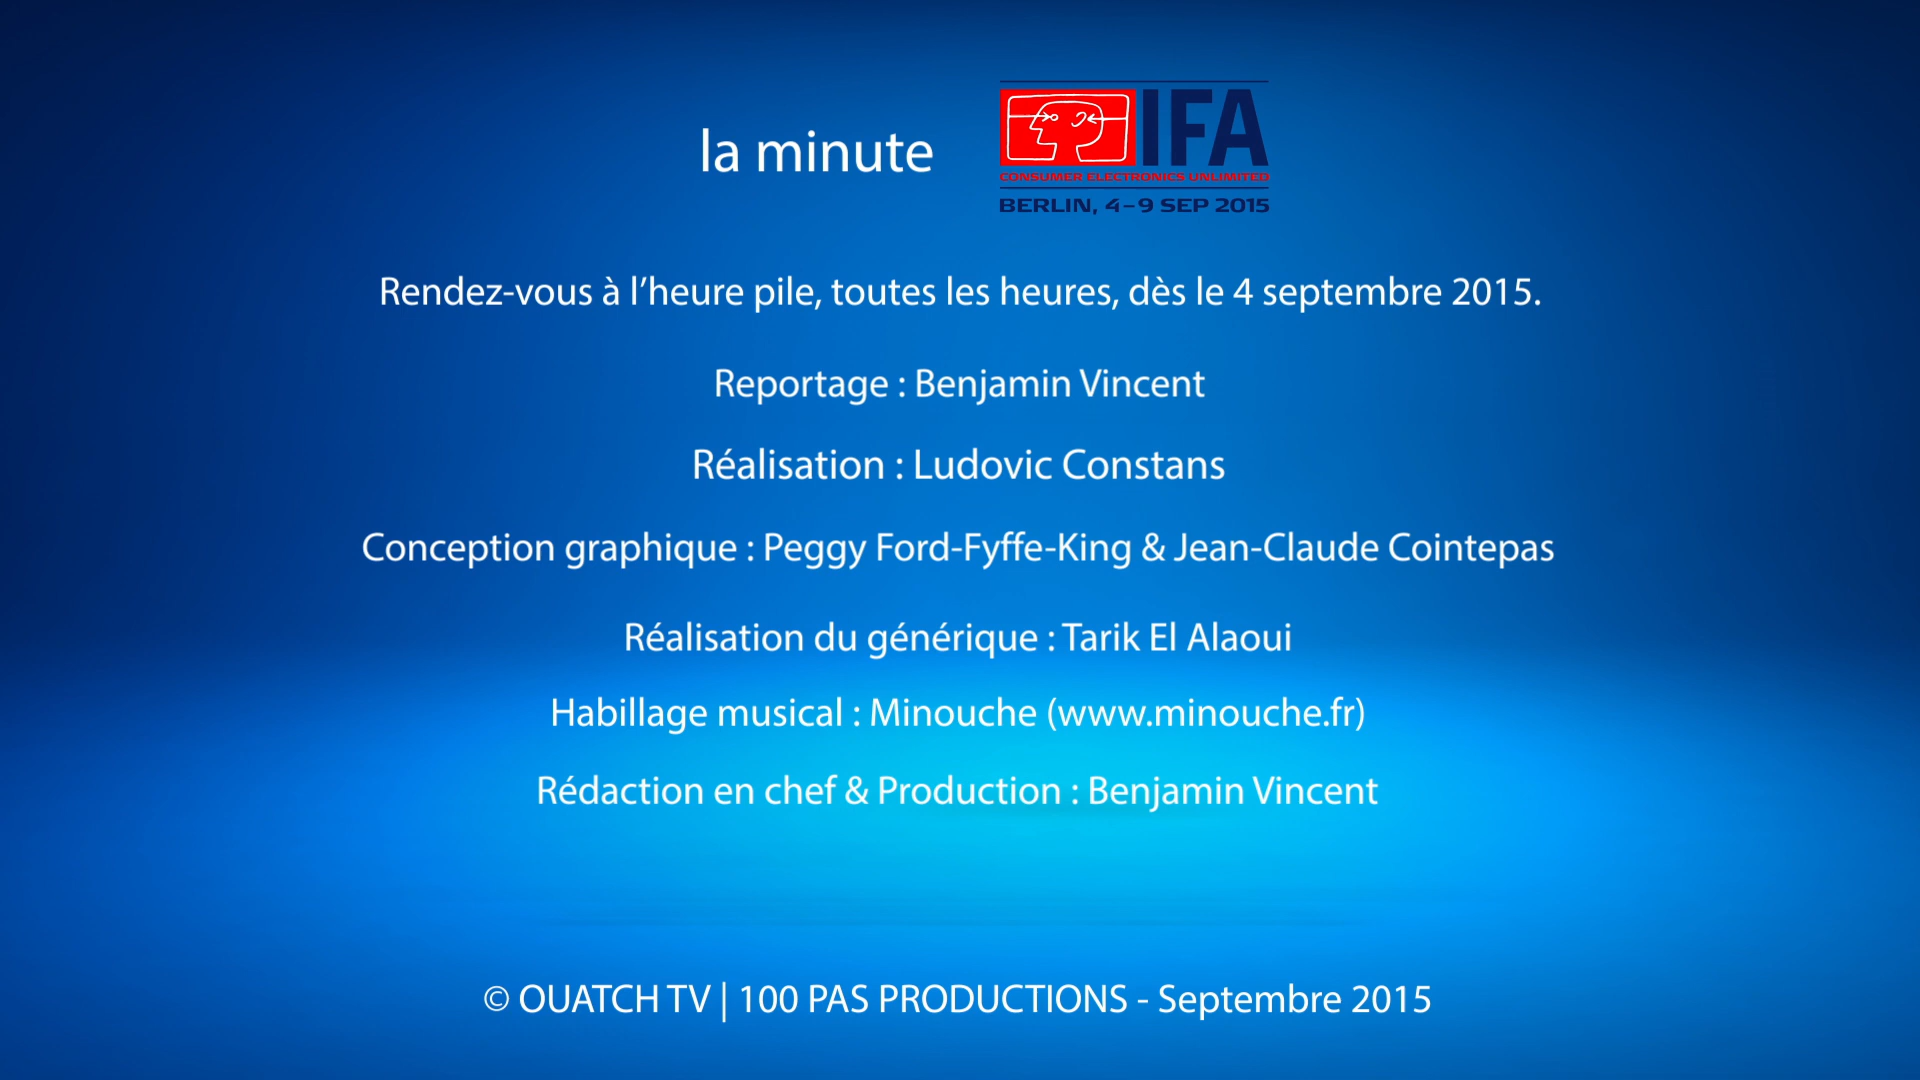 la minute
IFA
CONSUMER ELECTRONICS UNLIMITED
BERLIN, 4–9 SEP 2015
Rendez-vous à l’heure pile, toutes les heures, dès le 4 septembre 2015.
Reportage : Benjamin Vincent
Réalisation : Ludovic Constans
Conception graphique : Peggy Ford-Fyffe-King & Jean-Claude Cointepas
Réalisation du générique : Tarik El Alaoui
Habillage musical : Minouche (www.minouche.fr)
Rédaction en chef & Production : Benjamin Vincent
© OUATCH TV | 100 PAS PRODUCTIONS - Septembre 2015